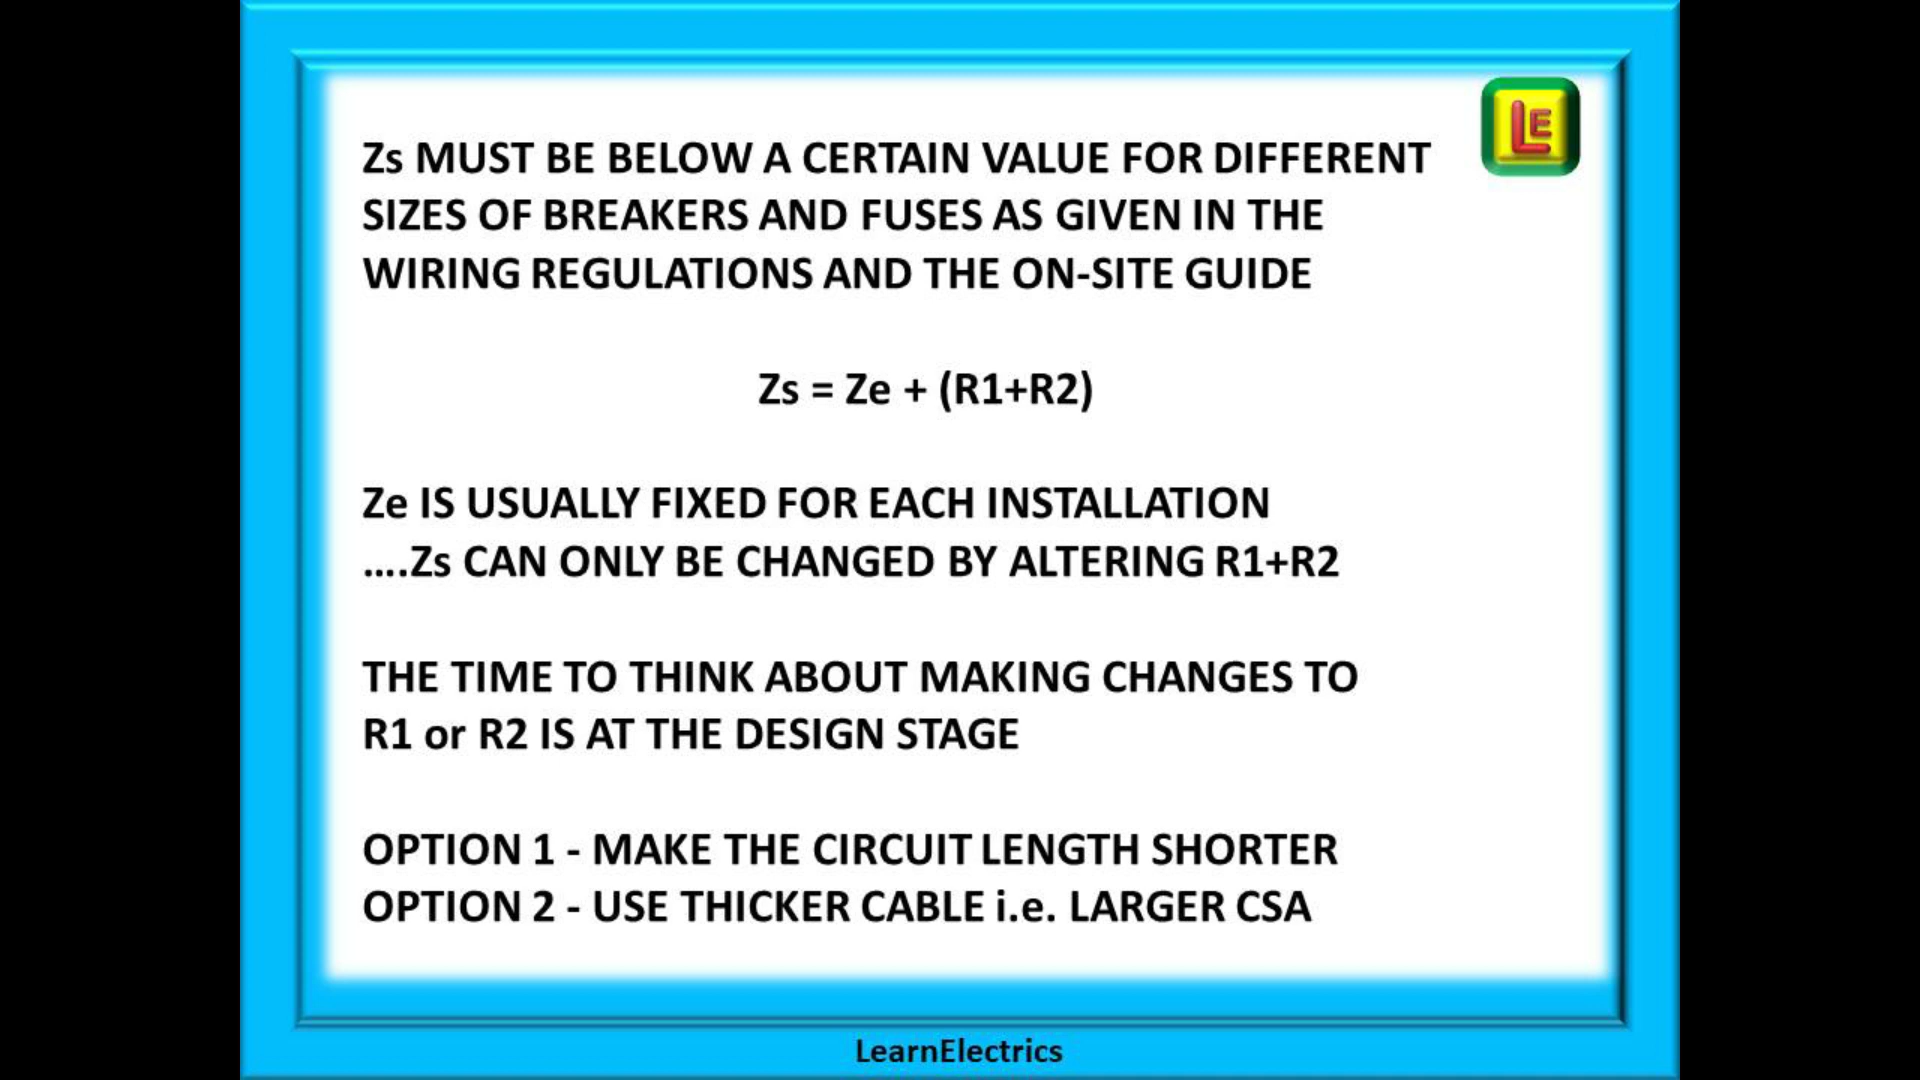 LE
Zs MUST BE BELOW A CERTAIN VALUE FOR DIFFERENT
SIZES OF BREAKERS AND FUSES AS GIVEN IN THE
WIRING REGULATIONS AND THE ON-SITE GUIDE
Zs = Ze + (R1+R2)
Ze IS USUALLY FIXED FOR EACH INSTALLATION
....Zs CAN ONLY BE CHANGED BY ALTERING R1+R2
THE TIME TO THINK ABOUT MAKING CHANGES TO
R1 or R2 IS AT THE DESIGN STAGE
OPTION 1 - MAKE THE CIRCUIT LENGTH SHORTER
OPTION 2 - USE THICKER CABLE i.e. LARGER CSA
LearnElectrics